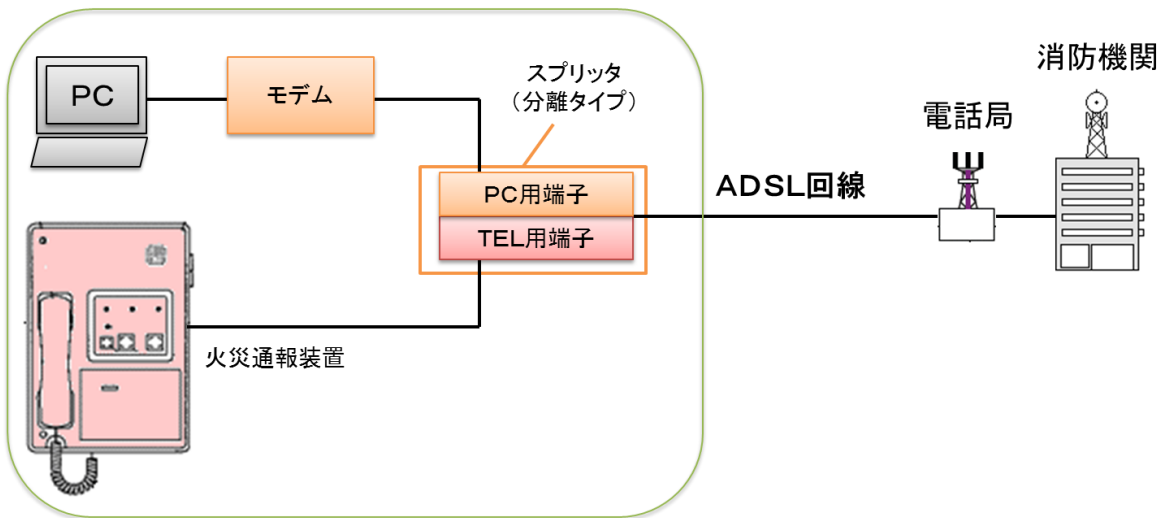 消防機関
スプリッタ
（分離タイプ）
PC
モデム
電話局
PC用端子
ADSL回線
TEL用端子
火災通報装置